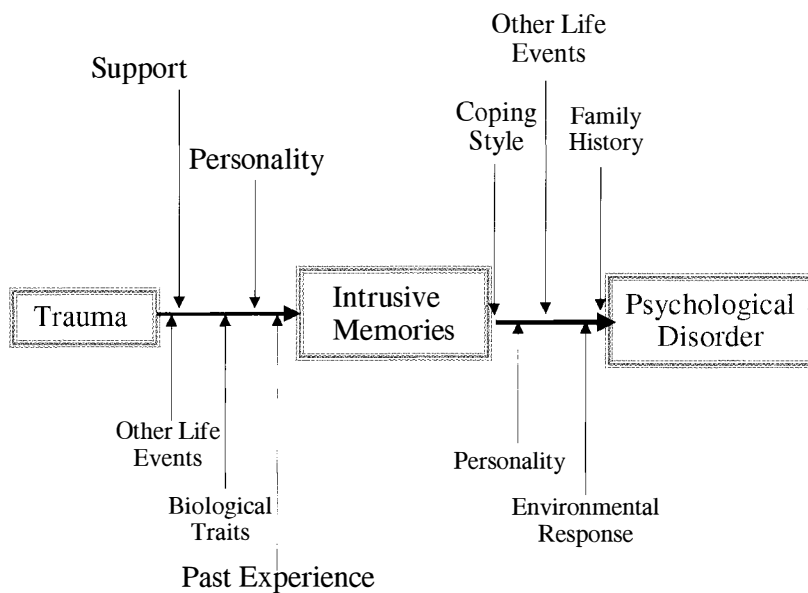 Other Life
Events
Support
Coping
Style
Family
History
Personality
Trauma
Intrusive
Memories
Psychological
Disorder
Other Life
Events
Personality
Biological
Traits
Environmental
Response
Past Experience